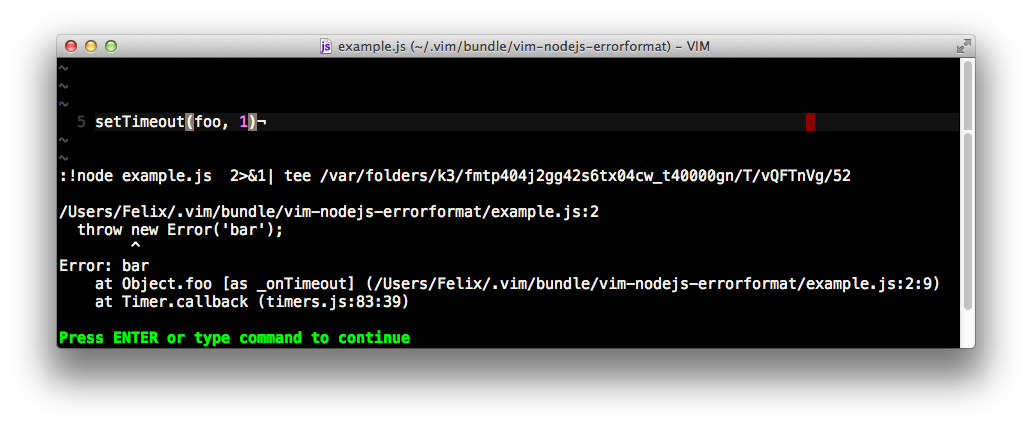 example.js (~/.vim/bundle/vim-nodejs-errorformat) – VIM
~
~
~
5 setTimeout(foo, 1)¬
~
~
:!node example.js  2>&1| tee /var/folders/k3/fmtp404j2gg42s6tx04cw_t40000gn/T/vQFTnVg/52
/Users/Felix/.vim/bundle/vim-nodejs-errorformat/example.js:2
  throw new Error('bar');
        ^
Error: bar
    at Object.foo [as _onTimeout] (/Users/Felix/.vim/bundle/vim-nodejs-errorformat/example.js:2:9)
    at Timer.callback (timers.js:83:39)
Press ENTER or type command to continue